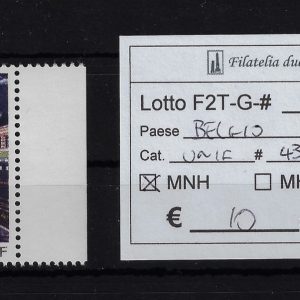 Filatelia du
Lotto F2T-G-#
Paese BELGIO
Cat. UNIF # 43
☒ MNH ☐ MH
€ 10
F